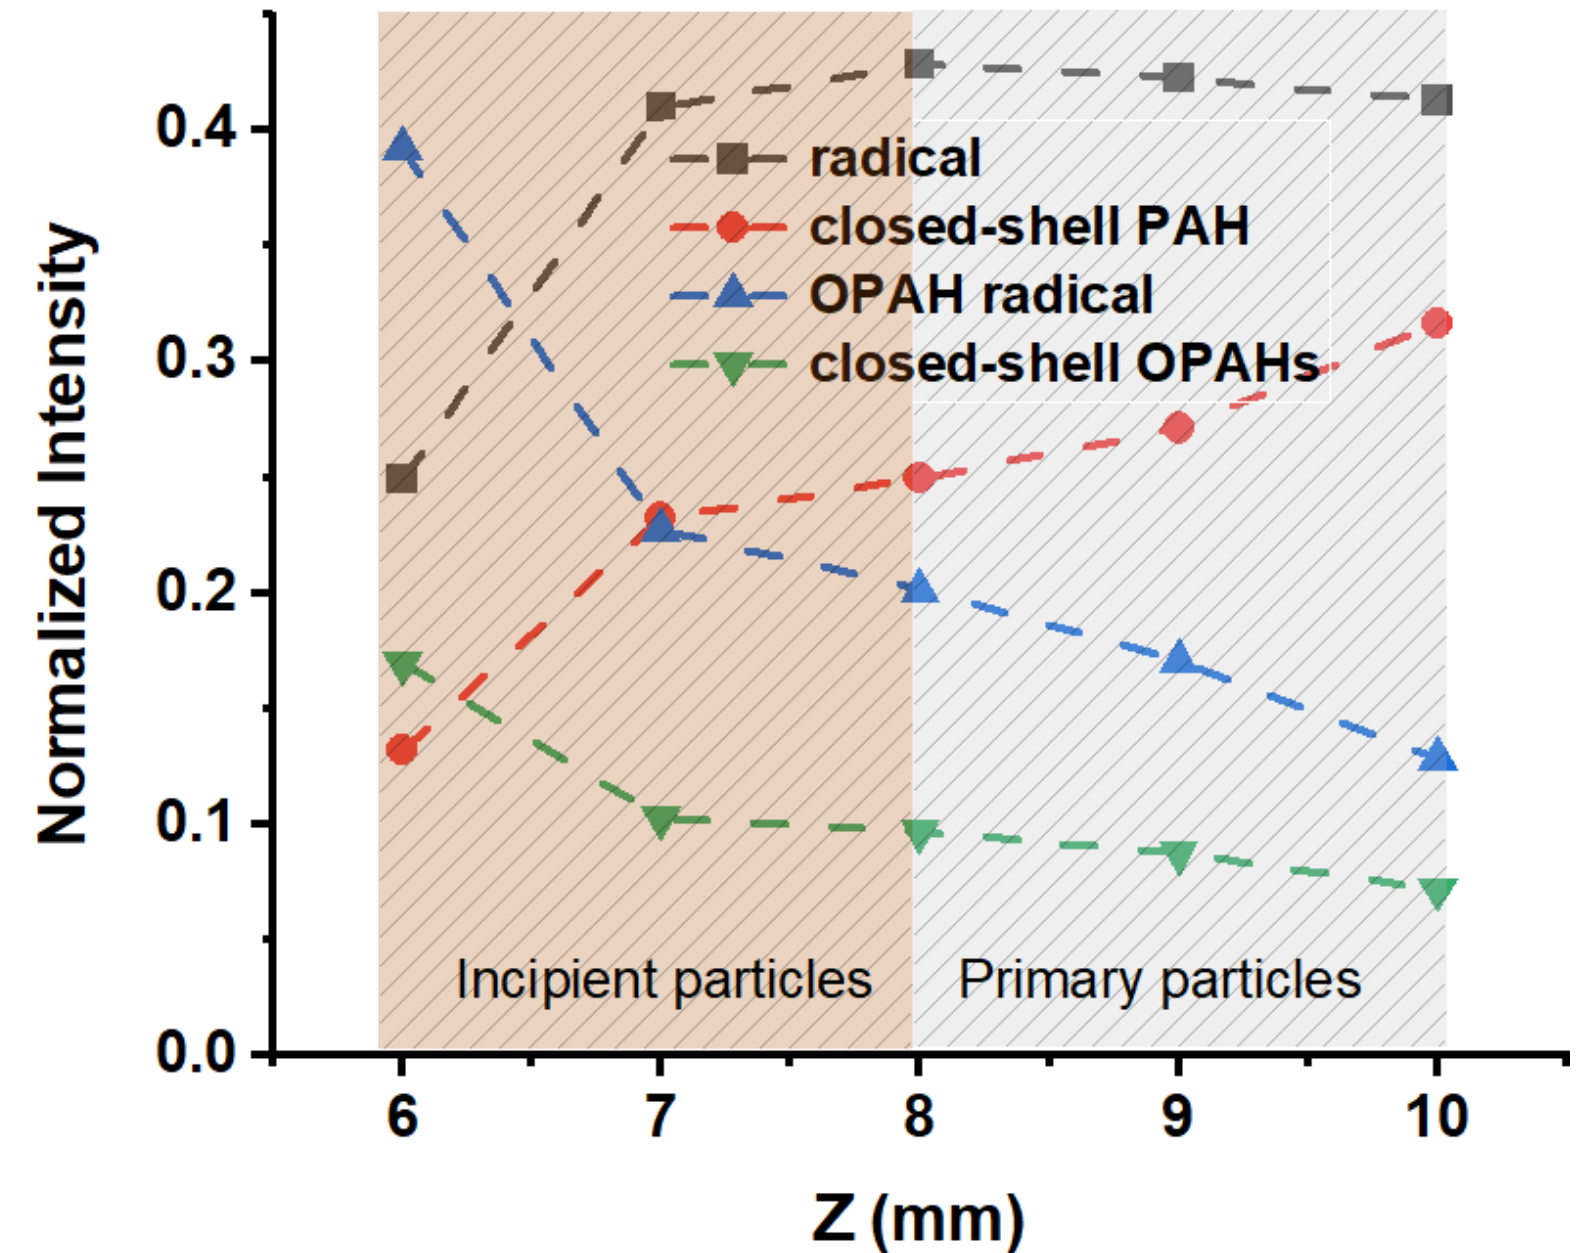 Normalized Intensity
0.4
0.3
0.2
0.1
0.0
radical
closed-shell PAH
OPAH radical
closed-shell OPAHs
Incipient particles
Primary particles
6 7 8 9 10
Z (mm)